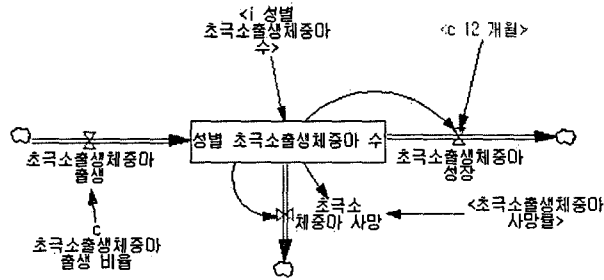 <i 성별
초극소출생체중아
수>
<c 12 개월>
성별 초극소출생체중아 수
초극소출생체중아
출생
초극소출생체중아
성장
초극소
체중아 사망
<초극소출생체중아
사망률>
c
초극소출생체중아
출생 비율